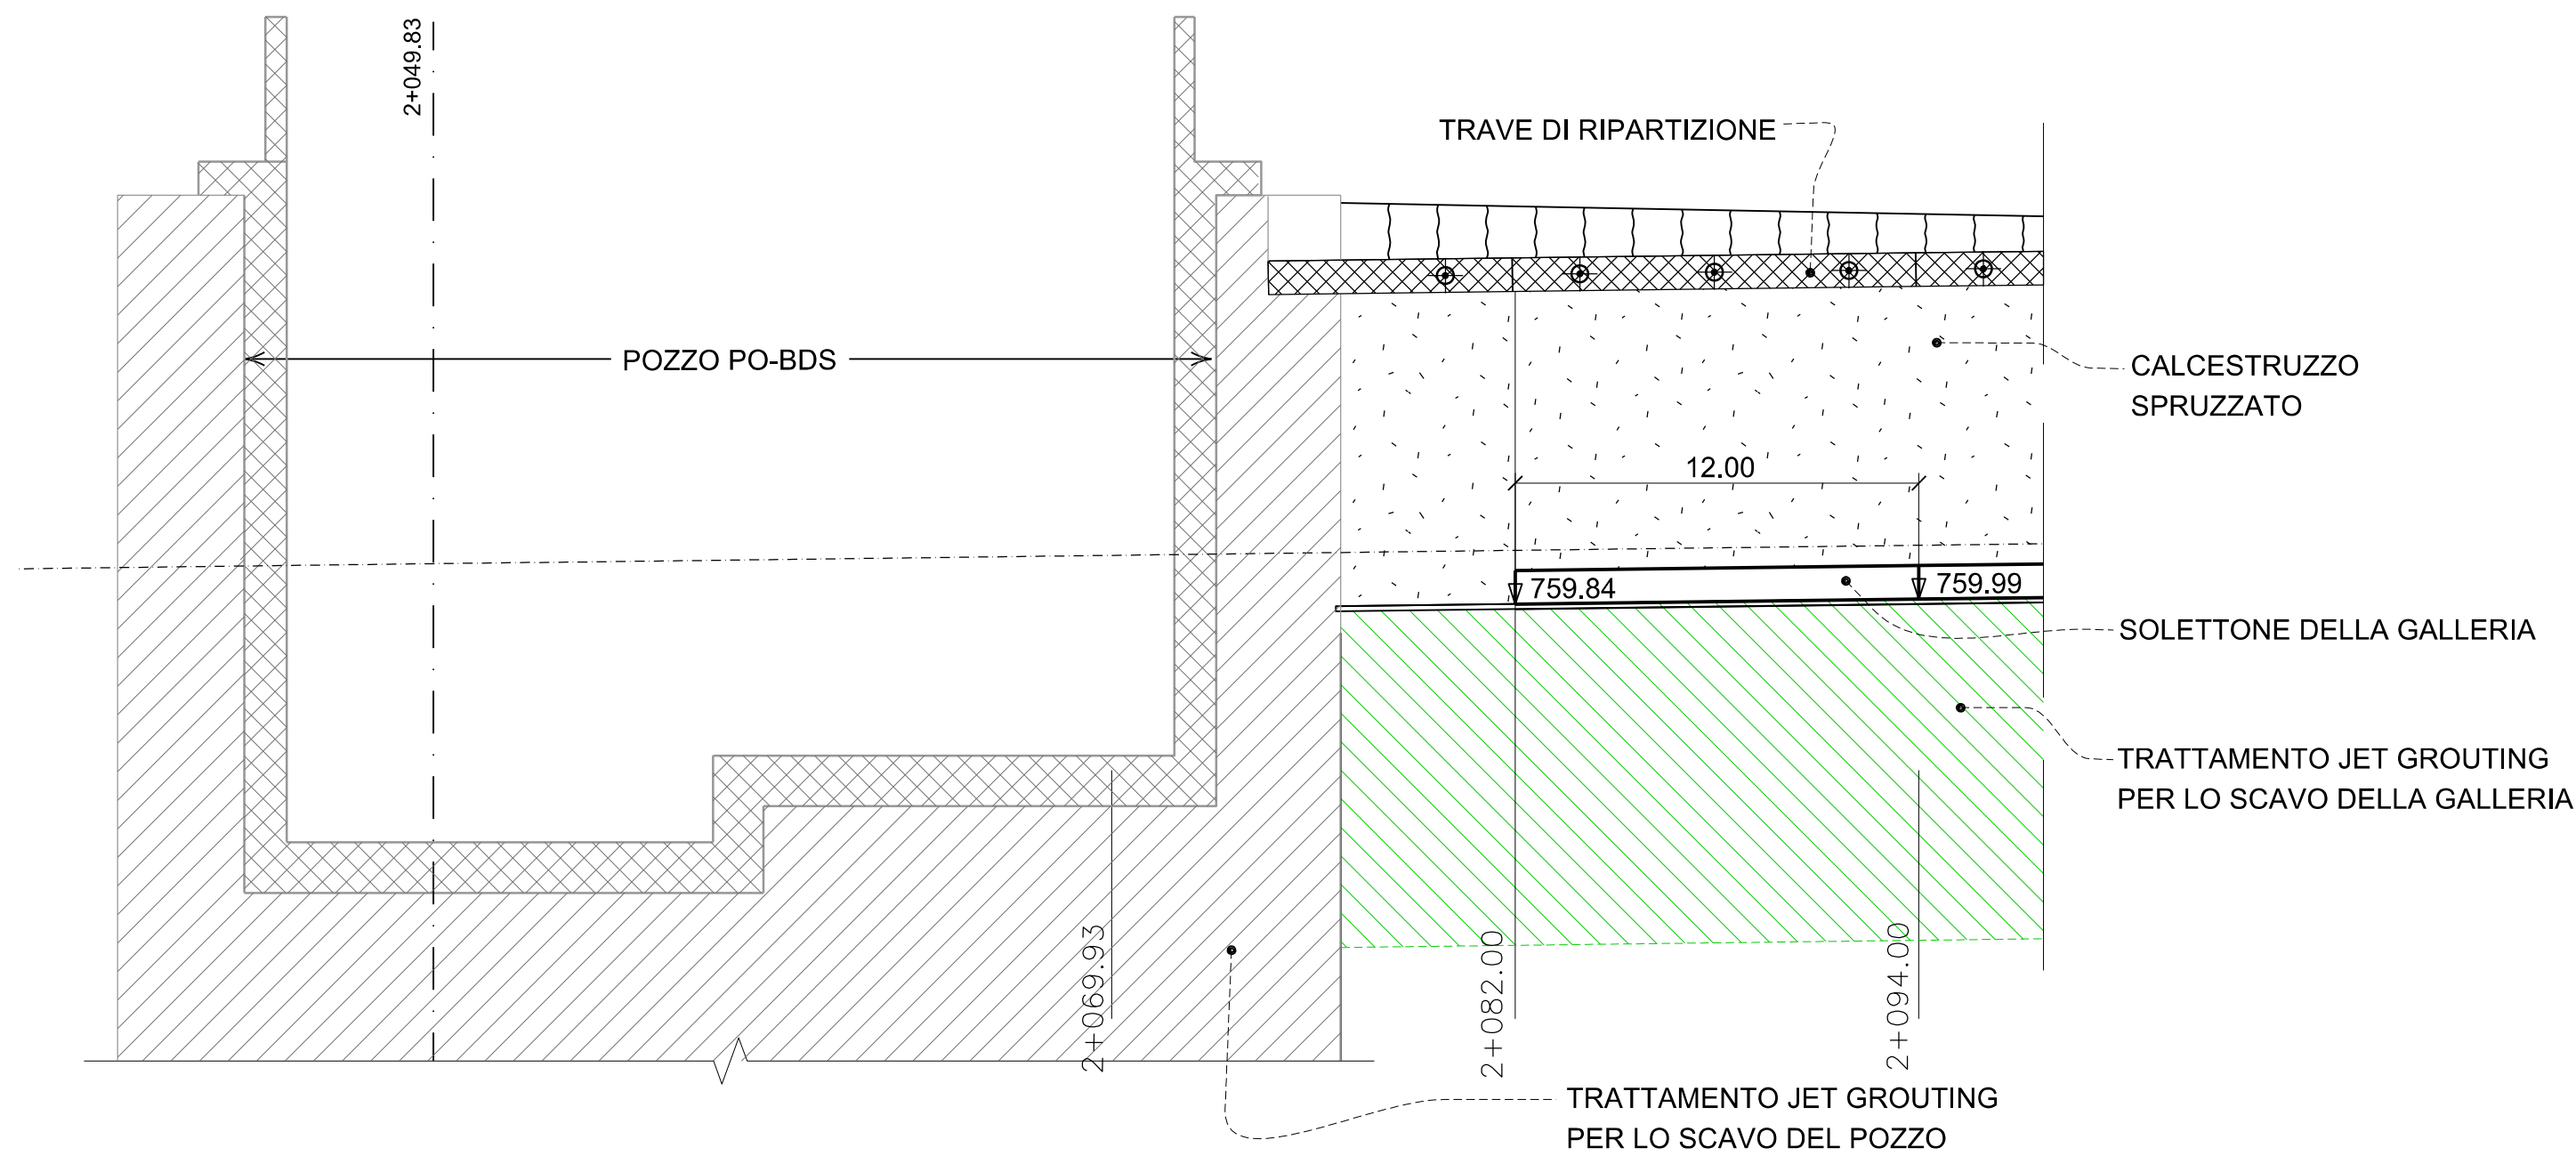 2+049.83
TRAVE DI RIPARTIZIONE
POZZO PO-BDS
CALCESTRUZZO
SPRUZZATO
12.00
759.84
759.99
SOLETTONE DELLA GALLERIA
TRATTAMENTO JET GROUTING
PER LO SCAVO DELLA GALLERIA
2+069.93
2+082.00
2+094.00
TRATTAMENTO JET GROUTING
PER LO SCAVO DEL POZZO